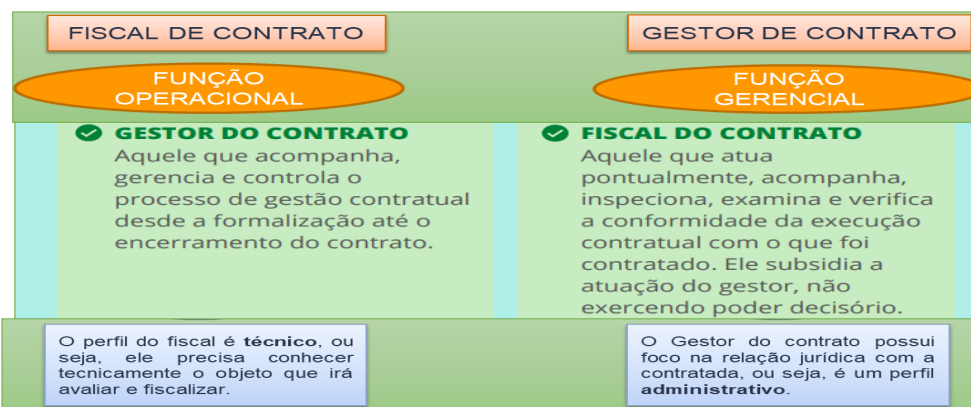 FISCAL DE CONTRATO
FUNÇÃO
OPERACIONAL
GESTOR DO CONTRATO
Aquele que acompanha,
gerencia e controla o
processo de gestão contratual
desde a formalização até o
encerramento do contrato.
O perfil do fiscal é técnico, ou
seja, ele precisa conhecer
tecnicamente o objeto que irá
avaliar e fiscalizar.
GESTOR DE CONTRATO
FUNÇÃO
GERENCIAL
FISCAL DO CONTRATO
Aquele que atua
pontualmente, acompanha,
inspeciona, examina e verifica
a conformidade da execução
contratual com o que foi
contratado. Ele subsidia a
atuação do gestor, não
exercendo poder decisório.
O Gestor do contrato possui
foco na relação jurídica com a
contratada, ou seja, é um perfil
administrativo.